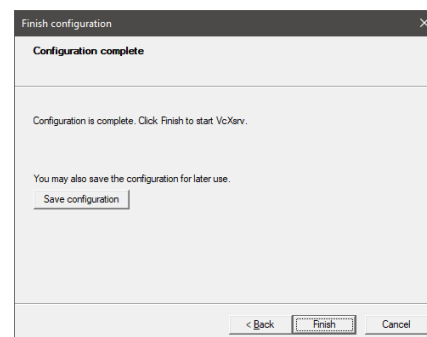 Finish configuration
Configuration complete
Configuration is complete. Click Finish to start VcXsrv.
You may also save the configuration for later use.
Save configuration
< Back Finish Cancel